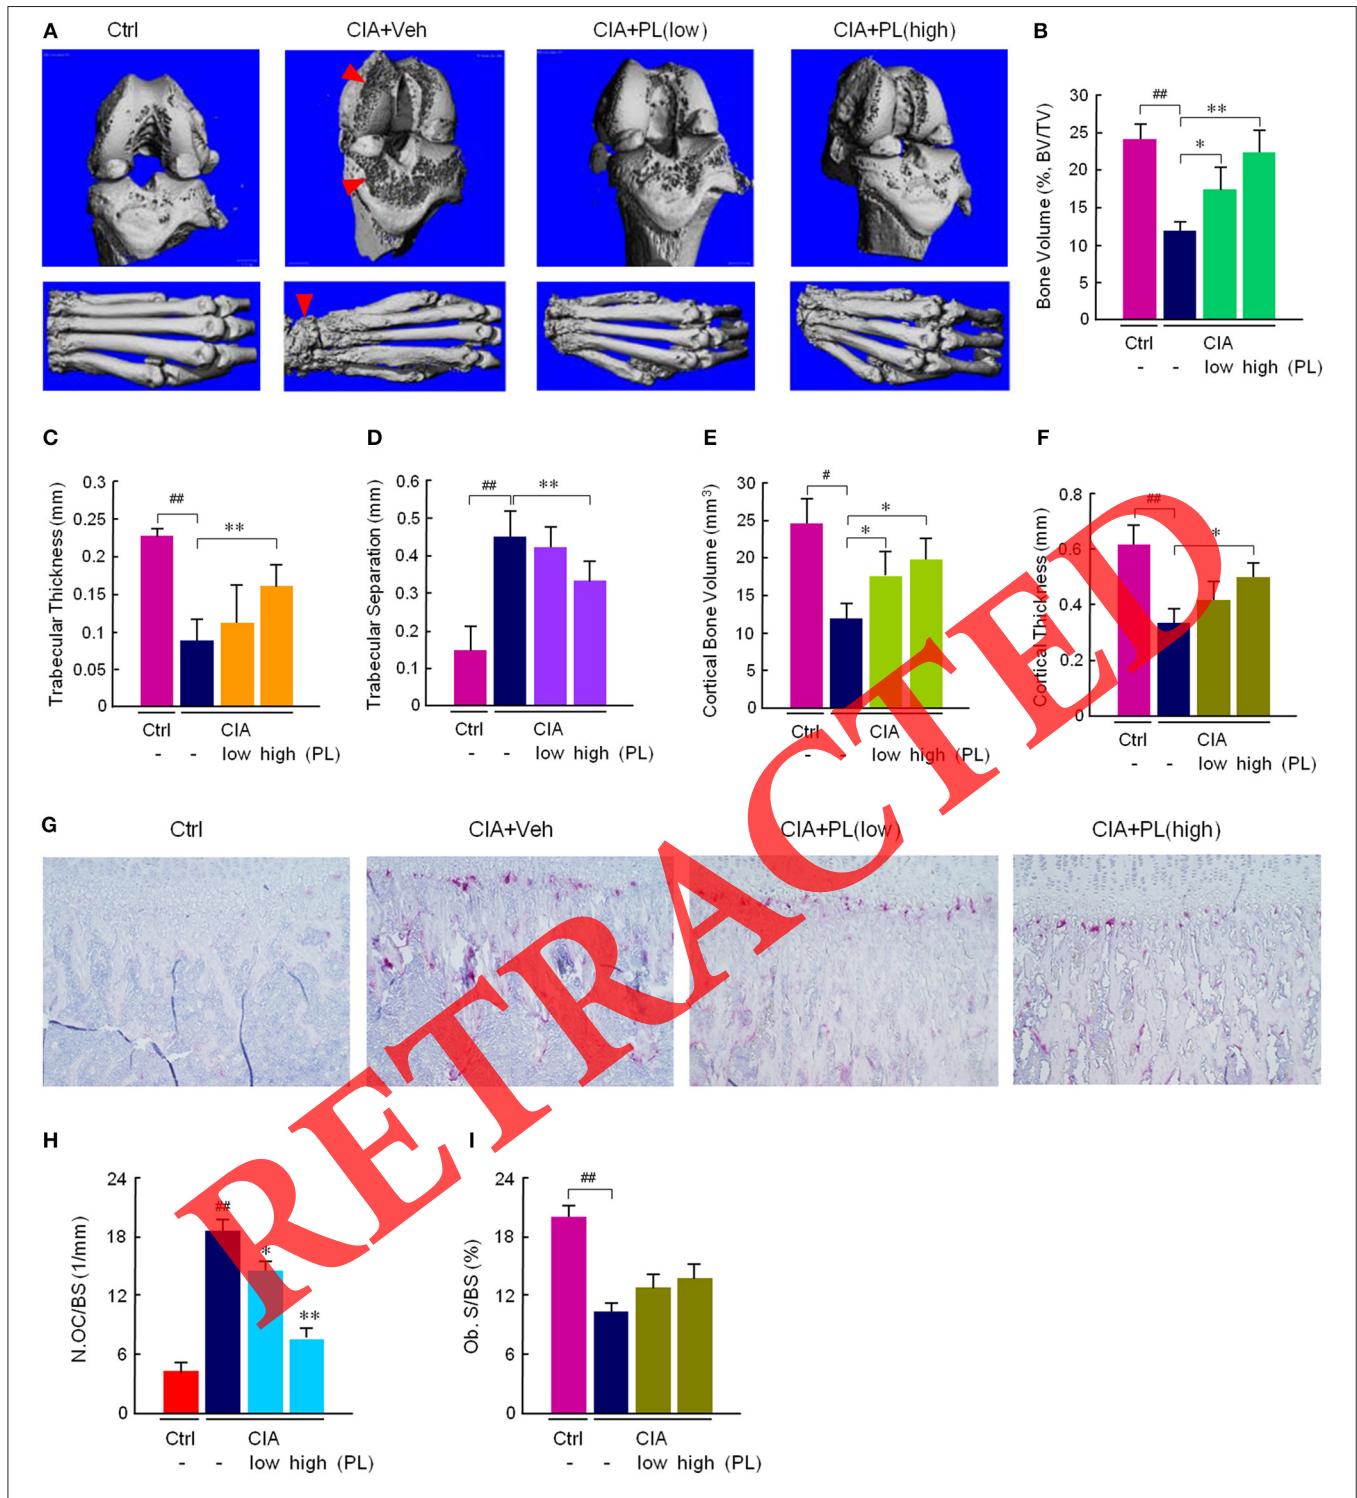 A Ctrl CIA+Veh CIA+PL(low) CIA+PL(high)
B
Bone Volume (%, BV/TV)
30
25
20
15
10
5
0
## ** *
Ctrl CIA
- - low high (PL)
C
Trabecular Thickness (mm)
0.3
0.25
0.2
0.15
0.1
0.05
0
## **
Ctrl CIA
- - low high (PL)
D
Trabecular Separation (mm)
0.6
0.5
0.4
0.3
0.2
0.1
0
## **
Ctrl CIA
- - low high (PL)
E
Cortical Bone Volume (mm3)
30
25
20
15
10
5
0
# * *
Ctrl CIA
- - low high (PL)
F
Cortical Thickness (mm)
0.8
0.6
0.4
0.2
0
## *
Ctrl CIA
- - low high (PL)
G Ctrl CIA+Veh CIA+PL(low) CIA+PL(high)
H
N.OC/BS (1/mm)
24
18
12
6
0
## * **
Ctrl CIA
- - low high (PL)
I
Ob. S/BS (%)
24
18
12
6
0
##
Ctrl CIA
- - low high (PL)
RETRACTED